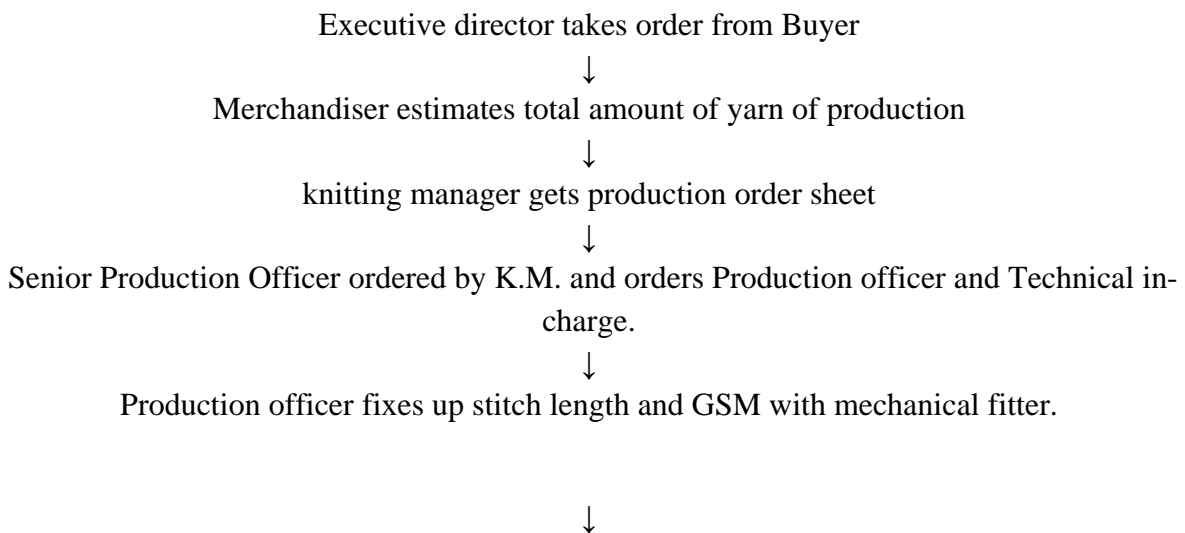 Executive director takes order from Buyer
↓
Merchandiser estimates total amount of yarn of production
↓
knitting manager gets production order sheet
↓
Senior Production Officer ordered by K.M. and orders Production officer and Technical in-
charge.
↓
Production officer fixes up stitch length and GSM with mechanical fitter.
↓